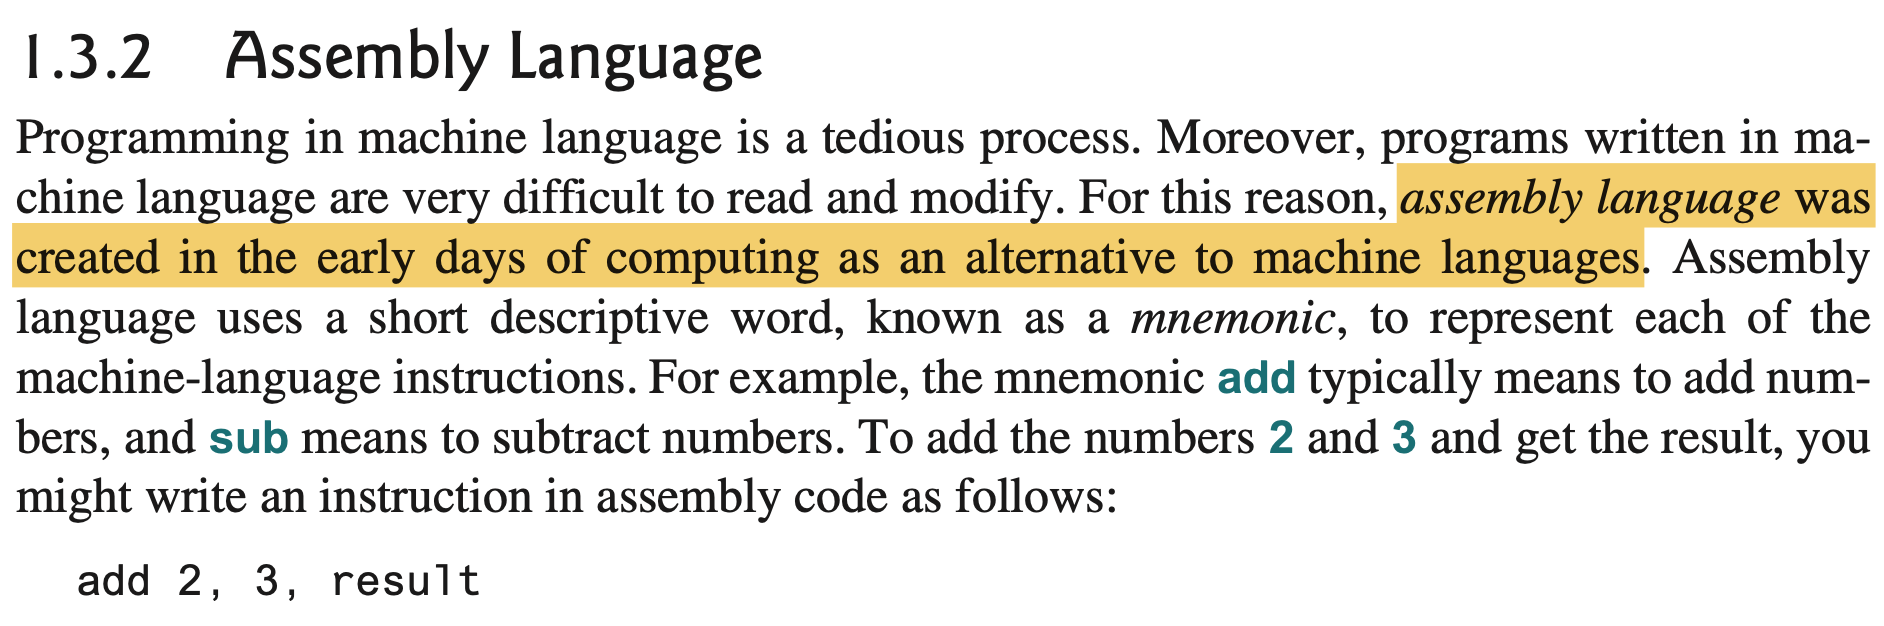 1.3.2 Assembly Language
Programming in machine language is a tedious process. Moreover, programs written in ma-
chine language are very difficult to read and modify. For this reason, assembly language was
created in the early days of computing as an alternative to machine languages. Assembly
language uses a short descriptive word, known as a mnemonic, to represent each of the
machine-language instructions. For example, the mnemonic add typically means to add num-
bers, and sub means to subtract numbers. To add the numbers 2 and 3 and get the result, you
might write an instruction in assembly code as follows:
add 2, 3, result